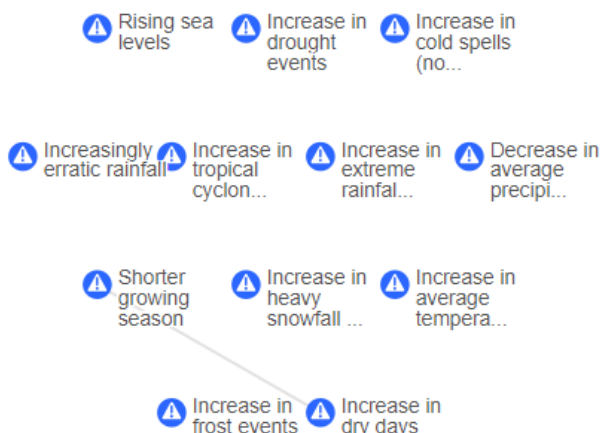 Rising sea
levels
Increase in
drought
events
Increase in
cold spells
(no...
Increasingly
erratic rainfall
Increase in
tropical
cyclon...
Increase in
extreme
rainfal...
Decrease in
average
precipi...
Shorter
growing
season
Increase in
heavy
snowfall ...
Increase in
average
tempera...
Increase in
frost events
Increase in
dry days